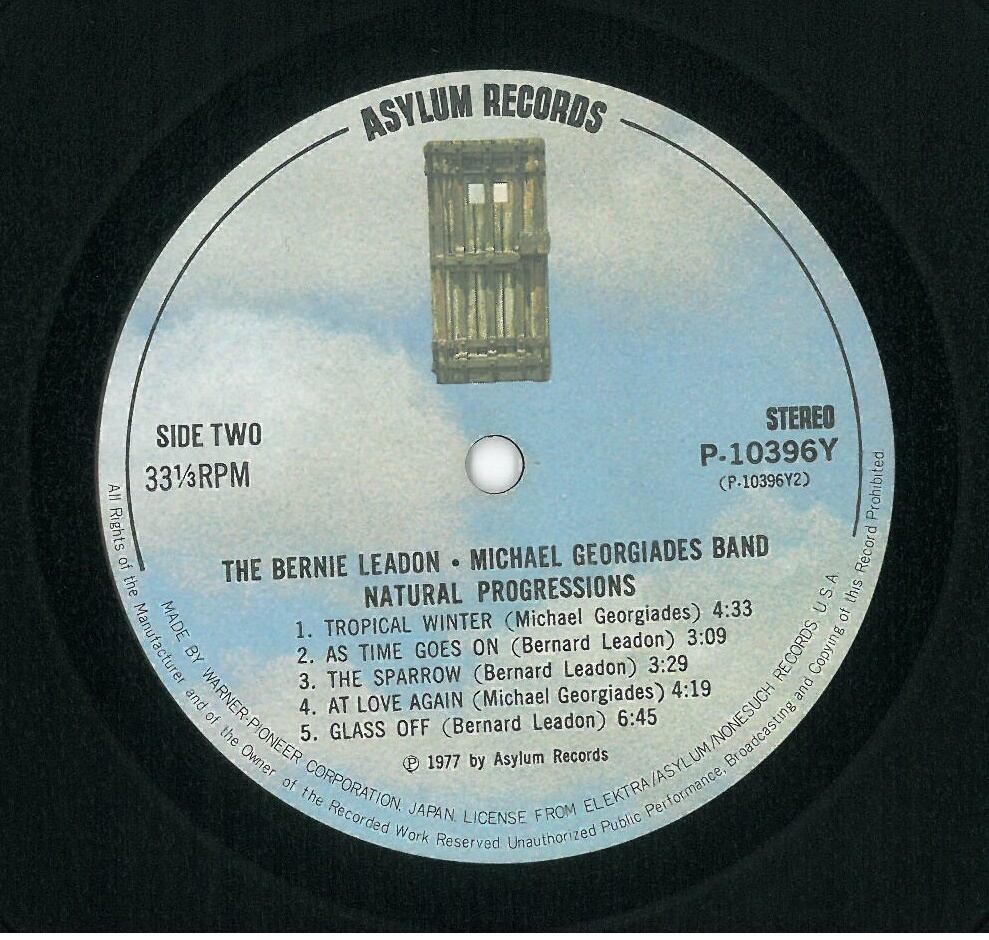 ASYLUM RECORDS
SIDE TWO
33⅓RPM
STEREO
P-10396Y
(P-10396Y2)
THE BERNIE LEADON • MICHAEL GEORGIADES BAND
NATURAL PROGRESSIONS
1. TROPICAL WINTER (Michael Georgiades) 4:33
2. AS TIME GOES ON (Bernard Leadon) 3:09
3. THE SPARROW (Bernard Leadon) 3:29
4. AT LOVE AGAIN (Michael Georgiades) 4:19
5. GLASS OFF (Bernard Leadon) 6:45
℗ 1977 by Asylum Records
MADE BY WARNER-PIONEER CORPORATION, JAPAN. LICENSE FROM ELEKTRA/ASYLUM/NONESUCH RECORDS U S A
All Rights of the Manufacturer and of the Owner of the Recorded Work Reserved. Unauthorized Public Performance, Broadcasting and Copying of this Record Prohibited.